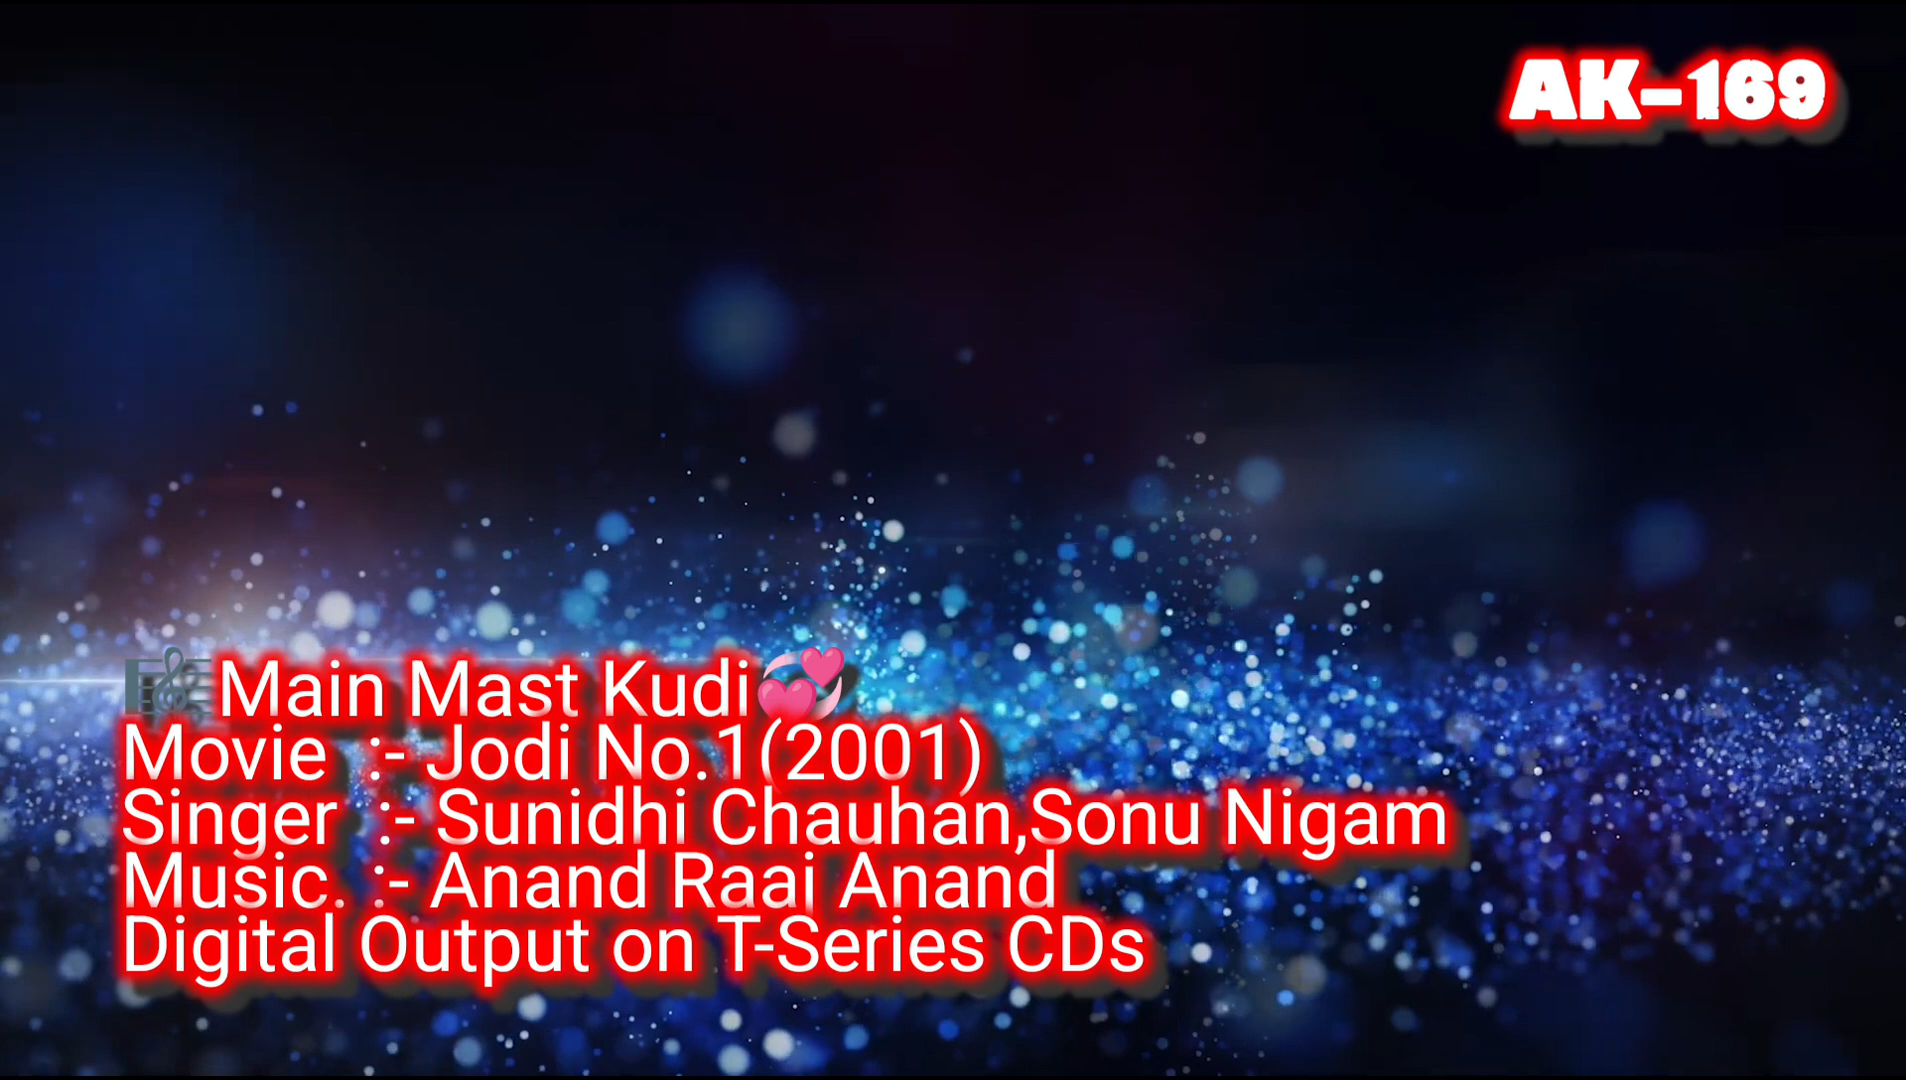 AK-169
🎼Main Mast Kudi💞
Movie :- Jodi No.1(2001)
Singer :- Sunidhi Chauhan,Sonu Nigam
Music. :- Anand Raaj Anand
Digital Output on T-Series CDs